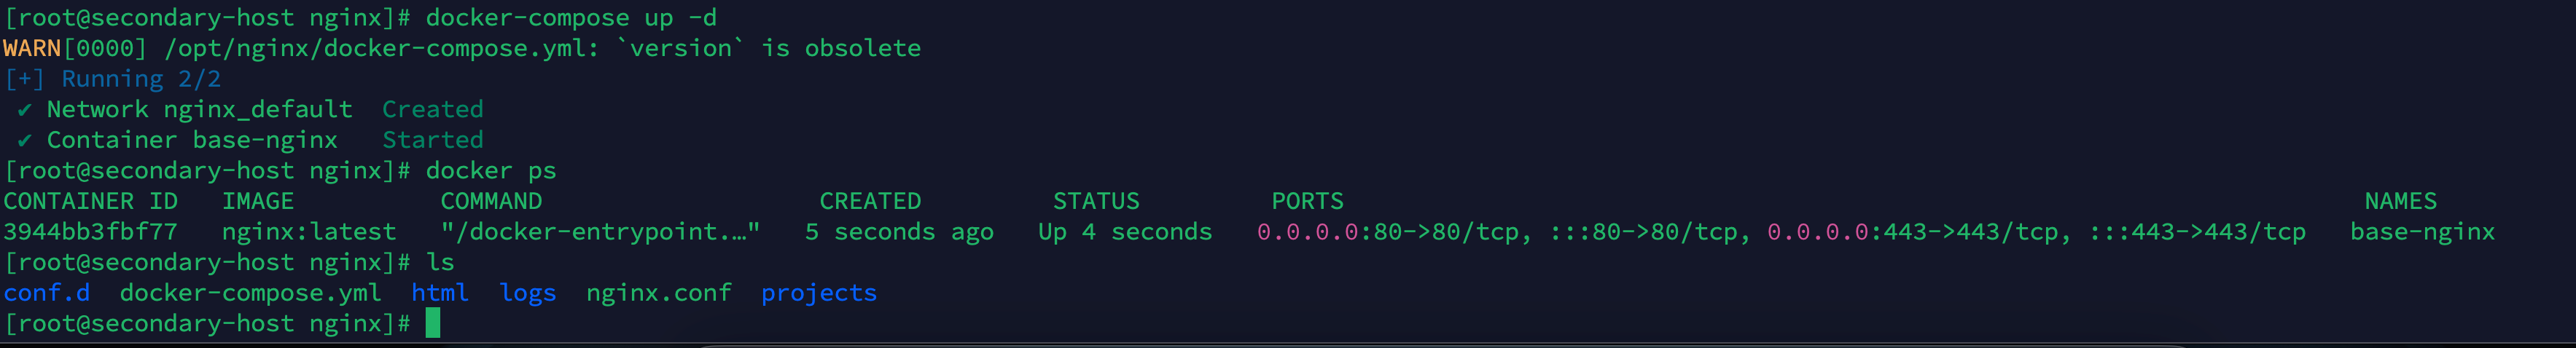 [root@secondary-host nginx]# docker-compose up -d
WARN[0000] /opt/nginx/docker-compose.yml: `version` is obsolete
[+] Running 2/2
✔ Network nginx_default  Created
✔ Container base-nginx   Started
[root@secondary-host nginx]# docker ps
CONTAINER ID   IMAGE          COMMAND                   CREATED         STATUS         PORTS                                                                      NAMES
3944bb3fbf77   nginx:latest   "/docker-entrypoint.…"   5 seconds ago   Up 4 seconds   0.0.0.0:80->80/tcp, :::80->80/tcp, 0.0.0.0:443->443/tcp, :::443->443/tcp   base-nginx
[root@secondary-host nginx]# ls
conf.d  docker-compose.yml  html  logs  nginx.conf  projects
[root@secondary-host nginx]#